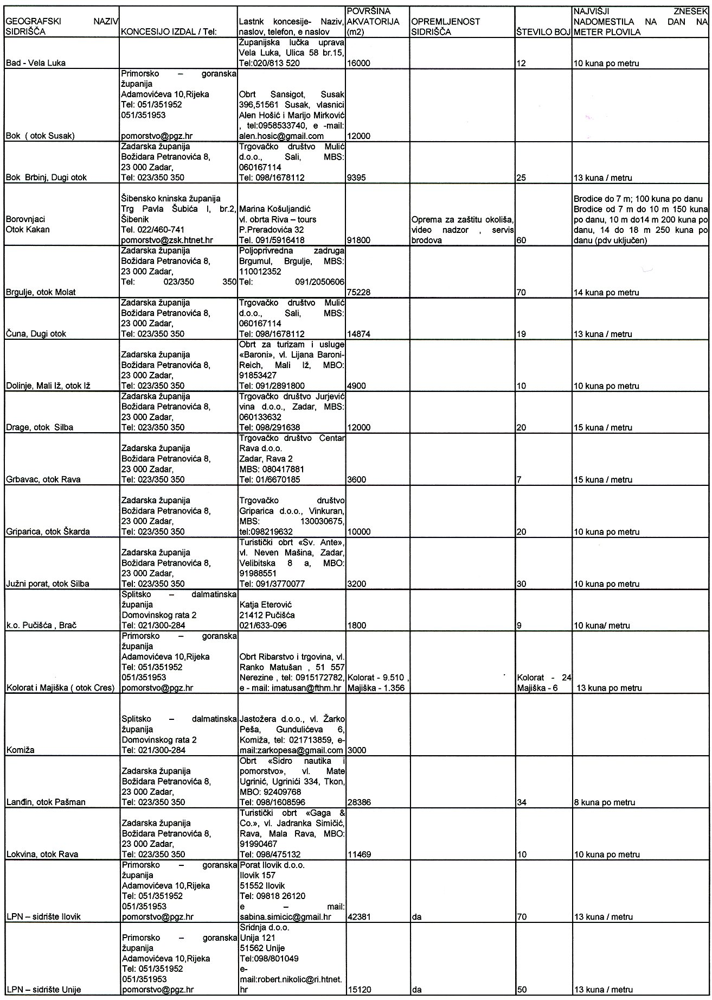 GEOGRAFSKI NAZIV
SIDRIŠČA
KONCESIJO IZDAL / Tel:
Lastnk koncesije- Naziv,
naslov, telefon, e naslov
POVRŠINA
AKVATORIJA
(m2)
OPREMLJENOST
SIDRIŠČA
ŠTEVILO BOJ
NAJVIŠJI ZNESEK
NADOMESTILA NA DAN NA
METER PLOVILA
Bad - Vela Luka
Županijska lučka uprava
Vela Luka, Ulica 58 br.15,
Tel:020/813 520
16000
12
10 kuna po metru
Bok ( otok Susak)
Primorsko – goranska
županija
Adamovićeva 10,Rijeka
Tel: 051/351952
051/351953
pomorstvo@pgz.hr
Obrt Sansigot, Susak
396,51561 Susak, vlasnici
Alen Hošić i Marijo Mirković
, tel:0958533740, e -mail:
alen.hosic@gmail.com
12000
Bok Brbinj, Dugi otok
Zadarska županija
Božidara Petranovića 8,
23 000 Zadar,
Tel: 023/350 350
Trgovačko društvo Mulić
d.o.o., Sali, MBS:
060167114
Tel: 098/1678112
9395
25
13 kuna / metru
Borovnjaci
Otok Kakan
Šibensko kninska županija
Trg Pavla Šubića I, br.2,
Šibenik
Tel. 022/460-741
pomorstvo@zsk.htnet.hr
Marina Košuljandić
vl. obrta Riva – tours
P.Preradovića 32
Tel. 091/5916418
91800
Oprema za zaštitu okoliša,
video nadzor , servis
brodova
60
Brodice do 7 m; 100 kuna po danu
Brodice od 7 m do 10 m 150 kuna
po danu, 10 m do14 m 200 kuna po
danu, 14 do 18 m 250 kuna po
danu (pdv uključen)
Brgulje, otok Molat
Zadarska županija
Božidara Petranovića 8,
23 000 Zadar,
Tel: 023/350 350
Poljoprivredna zadruga
Brgumul, Brgulje, MBS:
110012352
Tel: 091/2050606
75228
70
14 kuna po metru
Čuna, Dugi otok
Zadarska županija
Božidara Petranovića 8,
23 000 Zadar,
Tel: 023/350 350
Trgovačko društvo Mulić
d.o.o., Sali, MBS:
060167114
Tel: 098/1678112
14874
19
13 kuna / metru
Dolinje, Mali Iž, otok Iž
Zadarska županija
Božidara Petranovića 8,
23 000 Zadar,
Tel: 023/350 350
Obrt za turizam i usluge
«Baroni», vl. Lijana Baroni-
Reich, Mali Iž, MBO:
91853427
Tel: 091/2891800
4900
10
10 kuna po metru
Drage, otok Silba
Zadarska županija
Božidara Petranovića 8,
23 000 Zadar,
Tel: 023/350 350
Trgovačko društvo Jurjević
vina d.o.o., Zadar, MBS:
060133632
Tel: 098/291638
12000
20
15 kuna / metru
Grbavac, otok Rava
Zadarska županija
Božidara Petranovića 8,
23 000 Zadar,
Tel: 023/350 350
Trgovačko društvo Centar
Rava d.o.o.
Zadar, Rava 2
MBS: 080417881
Tel: 01/6670185
3600
7
15 kuna / metru
Griparica, otok Škarda
Zadarska županija
Božidara Petranovića 8,
23 000 Zadar,
Tel: 023/350 350
Trgovačko društvo
Griparica d.o.o., Vinkuran,
MBS: 130030675,
tel:098219632
10000
20
10 kuna po metru
Južni porat, otok Silba
Zadarska županija
Božidara Petranovića 8,
23 000 Zadar,
Tel: 023/350 350
Turistički obrt «Sv. Ante»,
vl. Neven Mašina, Zadar,
Velibitska 8 a, MBO:
91988551
Tel: 091/3770077
3200
30
10 kuna po metru
k.o. Pučišća , Brač
Splitsko – dalmatinska
županija
Domovinskog rata 2
Tel: 021/300-284
Katja Eterović
21412 Pučišća
021/633-096
1800
9
10 kuna/ metru
Kolorat i Majiška ( otok Cres)
Primorsko – goranska
županija
Adamovićeva 10,Rijeka
Tel: 051/351952
051/351953
pomorstvo@pgz.hr
Obrt Ribarstvo i trgovina, vl.
Ranko Matušan , 51 557
Nerezine , tel: 0915172782,
e - mail: imatusan@fthm.hr
Kolorat - 9.510 ,
Majiška - 1.356
Kolorat - 24
Majiška - 6
13 kuna po metru
Komiža
Splitsko – dalmatinska
županija
Domovinskog rata 2
Tel: 021/300-284
Jastožera d.o.o., vl. Žarko
Peša, Gundulićeva 6,
Komiža, tel: 021713859, e-
mail:zarkopesa@gmail.com
3000
Lanđin, otok Pašman
Zadarska županija
Božidara Petranovića 8,
23 000 Zadar,
Tel: 023/350 350
Obrt «Sidro nautika i
pomorstvo», vl. Mate
Ugrinić, Ugrinići 334, Tkon,
MBO: 92409768
Tel: 098/1608596
28386
34
8 kuna po metru
Lokvina, otok Rava
Zadarska županija
Božidara Petranovića 8,
23 000 Zadar,
Tel: 023/350 350
Turistički obrt «Gaga &
Co.», vl. Jadranka Simičić,
Rava, Mala Rava, MBO:
91990467
Tel: 098/475132
11469
10
10 kuna po metru
LPN – sidrište Ilovik
Primorsko – goranska
županija
Adamovićeva 10,Rijeka
Tel: 051/351952
051/351953
pomorstvo@pgz.hr
Porat Ilovik d.o.o.
Ilovik 157
51552 Ilovik
Tel: 09818 26120
e – mail:
sabina.simicic@gmail.hr
42381
da
70
13 kuna / metru
LPN – sidrište Unije
Primorsko – goranska
županija
Adamovićeva 10,Rijeka
Tel: 051/351952
051/351953
pomorstvo@pgz.hr
Sridnja d.o.o.
Unija 121
51562 Unije
Tel:098/801049
e-
mail:robert.nikolic@ri.htnet.
hr
15120
da
50
13 kuna / metru